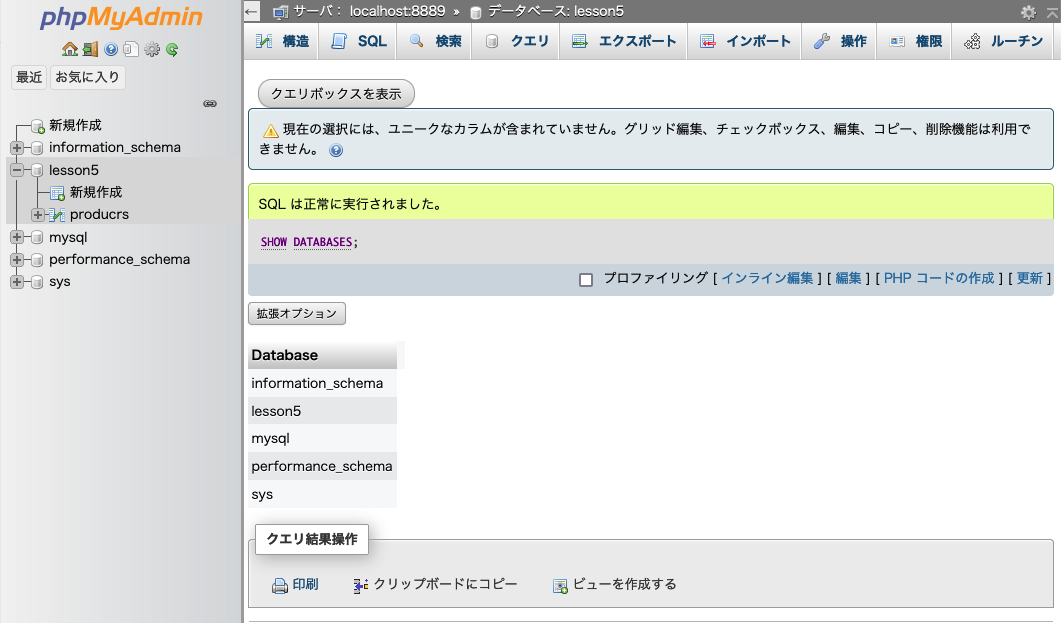 phpMyAdmin
最近 お気に入り
新規作成
information_schema
lesson5
新規作成
producrs
mysql
performance_schema
sys
← サーバ: localhost:8889 » データベース: lesson5
構造 SQL 検索 クエリ エクスポート インポート 操作 権限 ルーチン
クエリボックスを表示
現在の選択には、ユニークなカラムが含まれていません。グリッド編集、チェックボックス、編集、コピー、削除機能は利用で
きません。
SQL は正常に実行されました。
SHOW DATABASES;
プロファイリング [ インライン編集 ] [ 編集 ] [ PHP コードの作成 ] [ 更新 ]
拡張オプション
Database
information_schema
lesson5
mysql
performance_schema
sys
クエリ結果操作
印刷 クリップボードにコピー ビューを作成する